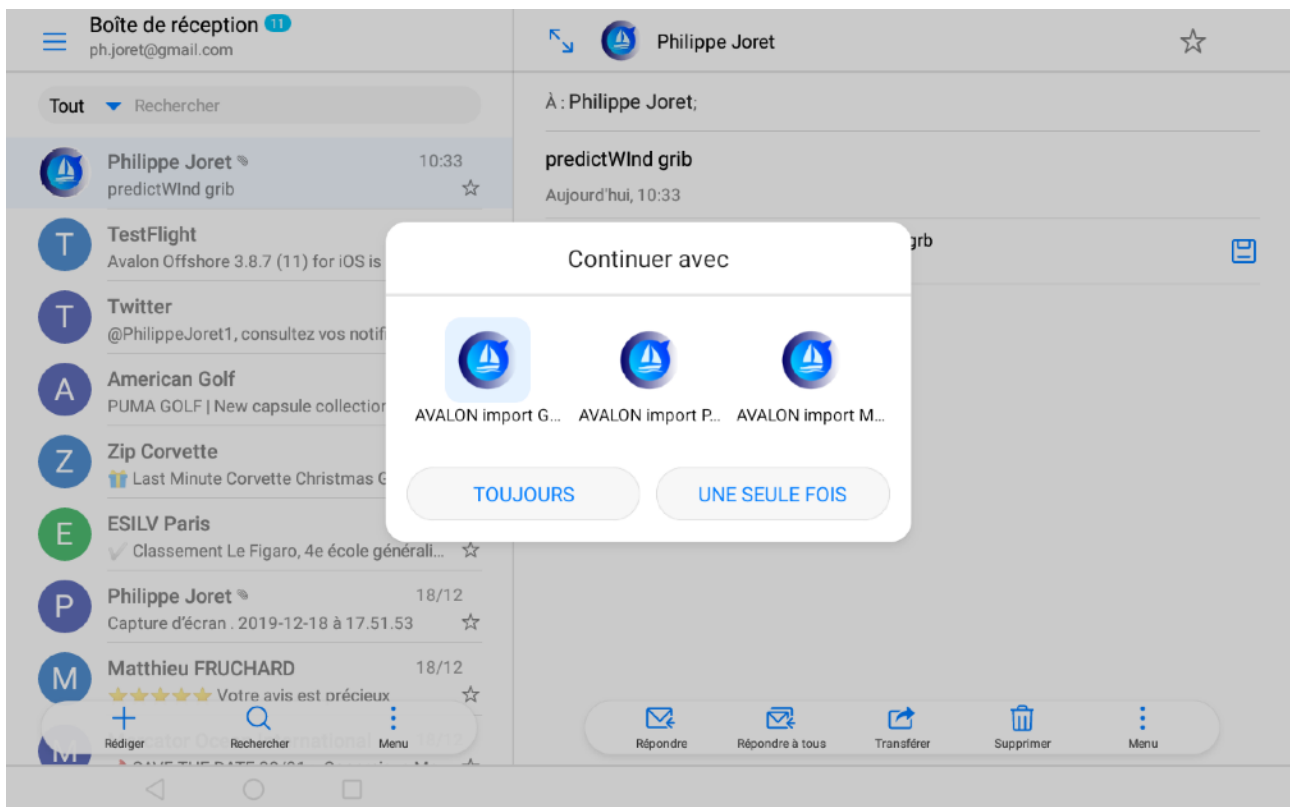 Boîte de réception 11
ph.joret@gmail.com
Tout Rechercher
Philippe Joret 10:33
predictWInd grib
TestFlight
Avalon Offshore 3.8.7 (11) for iOS is
Twitter
@PhilippeJoret1, consultez vos notifi
American Golf
PUMA GOLF | New capsule collection
Zip Corvette
Last Minute Corvette Christmas G
ESILV Paris
Classement Le Figaro, 4e école générali...
Philippe Joret 18/12
Capture d'écran . 2019-12-18 à 17.51.53
Matthieu FRUCHARD 18/12
Votre avis est précieux
Rédiger Rechercher Menu
Philippe Joret
À : Philippe Joret;
predictWInd grib
Aujourd'hui, 10:33
grb
Continuer avec
AVALON import G... AVALON import P... AVALON import M...
TOUJOURS UNE SEULE FOIS
Répondre Répondre à tous Transférer Supprimer Menu